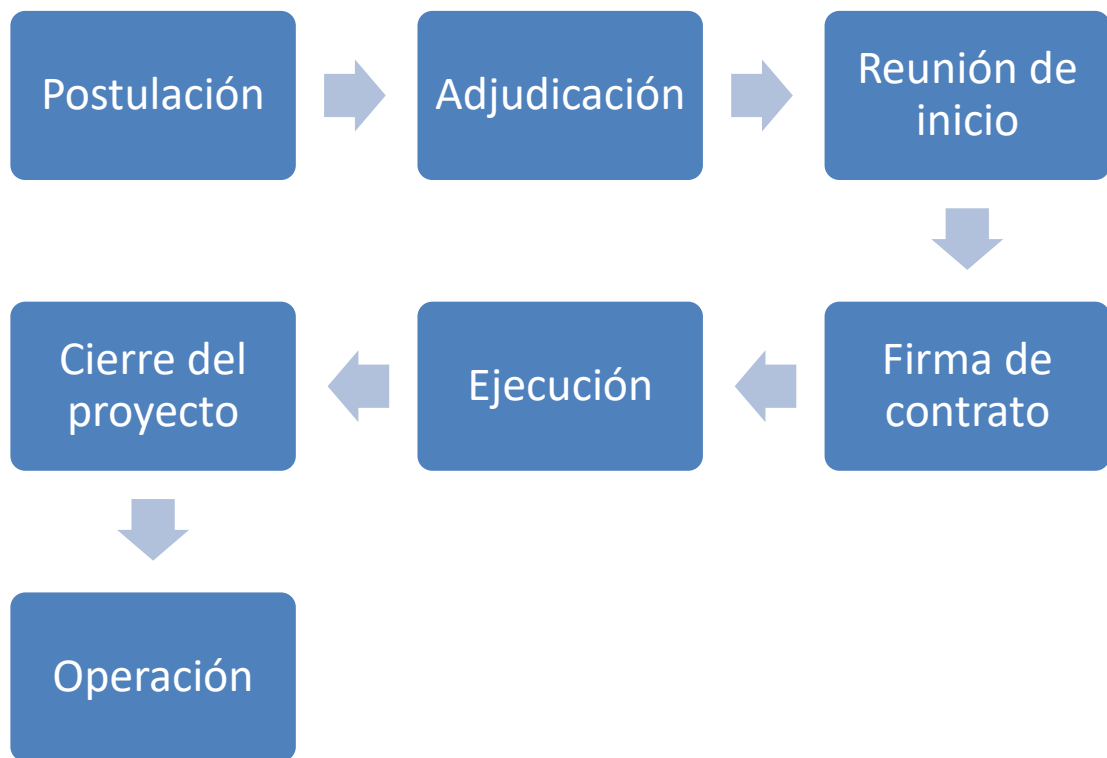 Postulación
Adjudicación
Reunión de
inicio
Firma de
contrato
Ejecución
Cierre del
proyecto
Operación